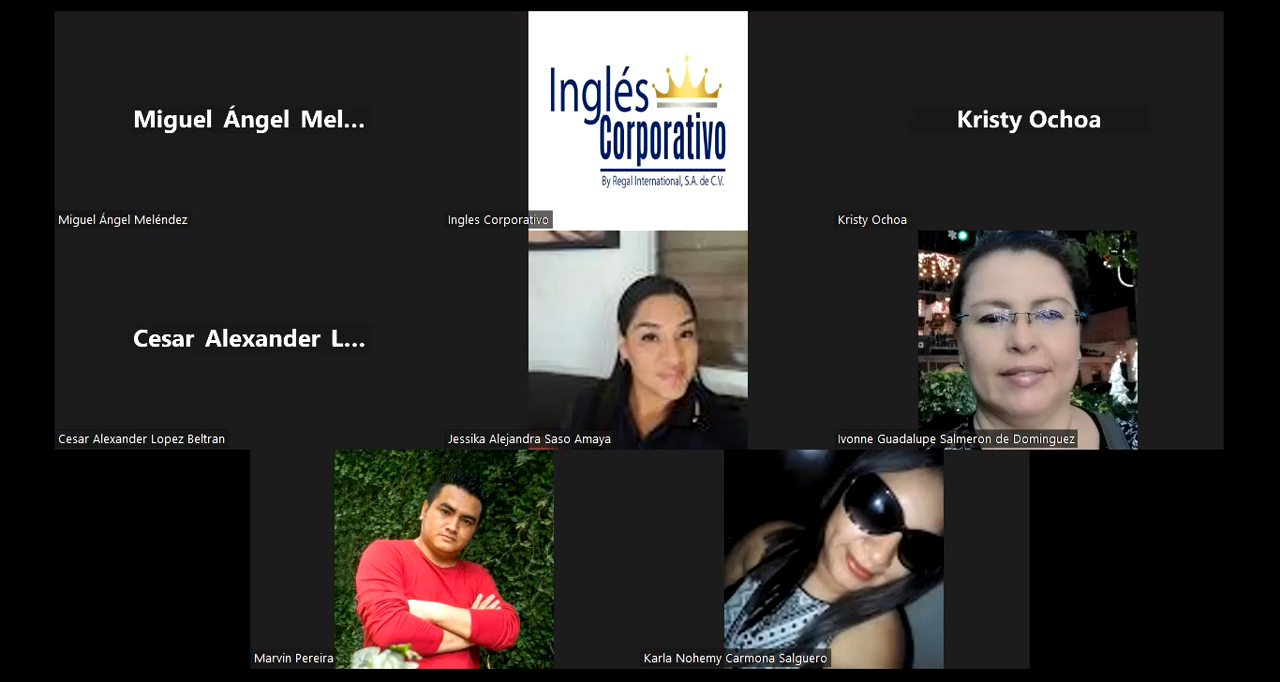 Miguel Ángel Mel...
Miguel Ángel Meléndez
Inglés
Corporativo
By Regal International, S.A. de C.V.
Ingles Corporativo
Kristy Ochoa
Kristy Ochoa
Cesar Alexander L...
Cesar Alexander Lopez Beltran
Jessika Alejandra Saso Amaya
Ivonne Guadalupe Salmeron de Dominguez
Marvin Pereira
Karla Nohemy Carmona Salguero